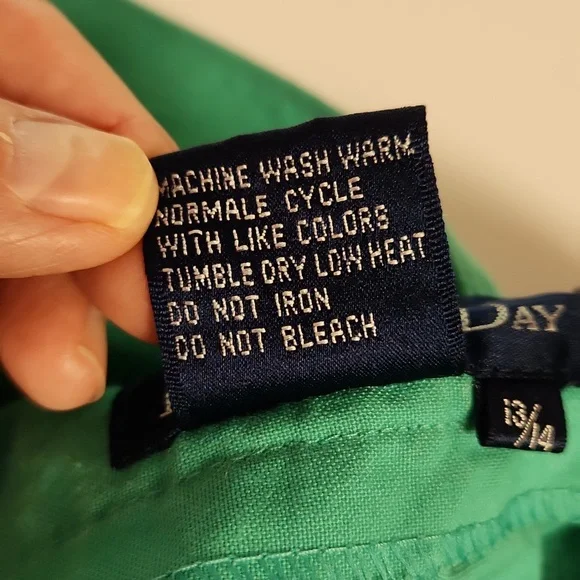 MACHINE WASH WARM
NORMALE CYCLE
WITH LIKE COLORS
TUMBLE DRY LOW HEAT
DO NOT IRON
DO NOT BLEACH
DAY
13/14